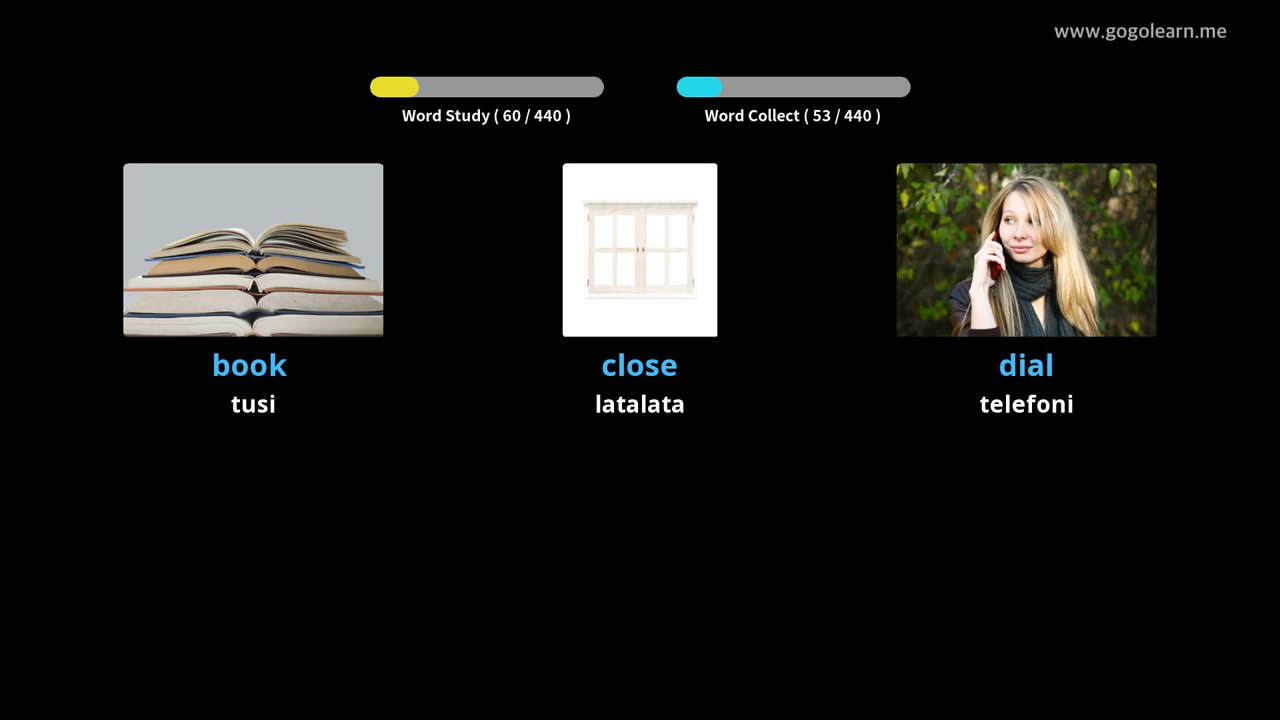 www.gogolearn.me
Word Study ( 60 / 440 )
Word Collect ( 53 / 440 )
book
close
dial
tusi
latalata
telefoni